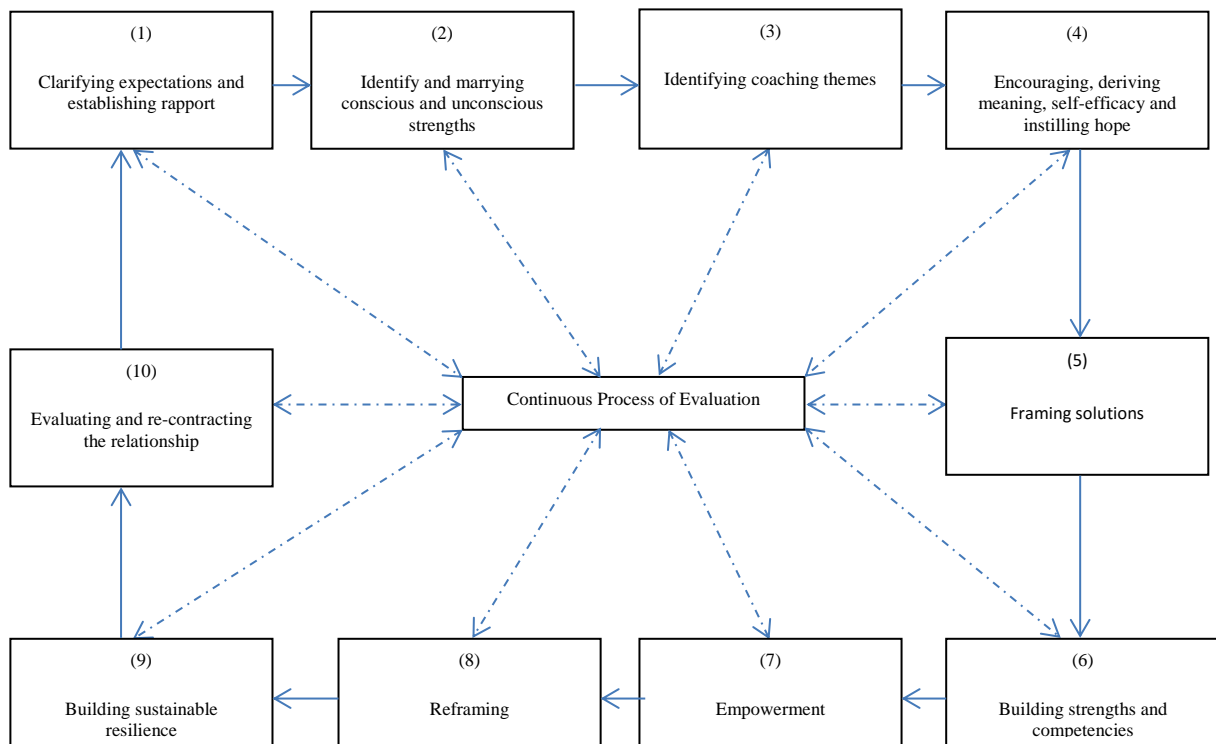 (1)
Clarifying expectations and
establishing rapport
(2)
Identify and marrying
conscious and unconscious
strengths
(3)
Identifying coaching themes
(4)
Encouraging, deriving
meaning, self-efficacy and
instilling hope
(10)
Evaluating and re-contracting
the relationship
Continuous Process of Evaluation
(5)
Framing solutions
(9)
Building sustainable
resilience
(8)
Reframing
(7)
Empowerment
(6)
Building strengths and
competencies